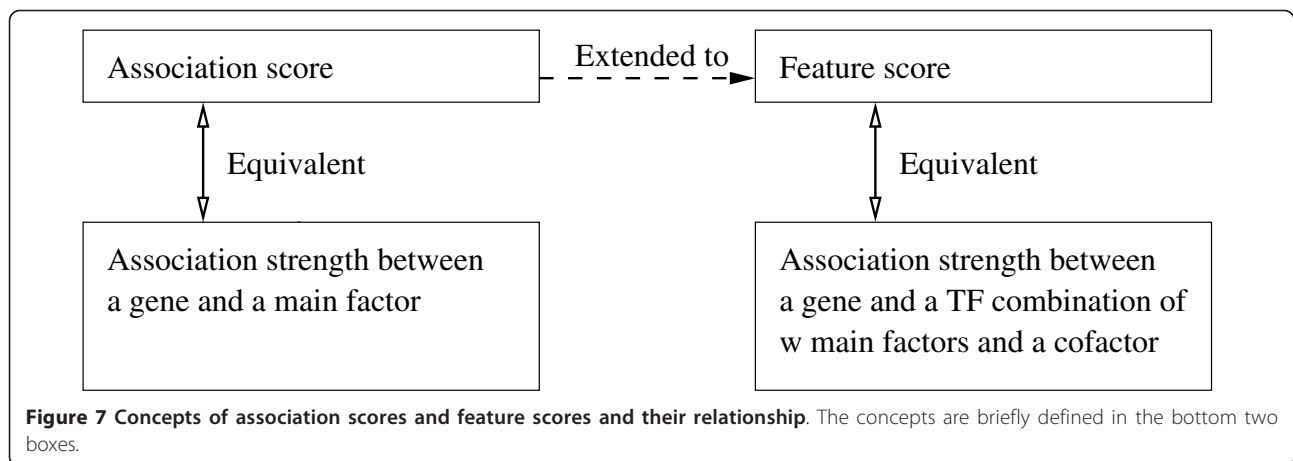 Association score
Extended to
Feature score
Equivalent
Equivalent
Association strength between
a gene and a main factor
Association strength between
a gene and a TF combination of
w main factors and a cofactor
Figure 7 Concepts of association scores and feature scores and their relationship. The concepts are briefly defined in the bottom two
boxes.